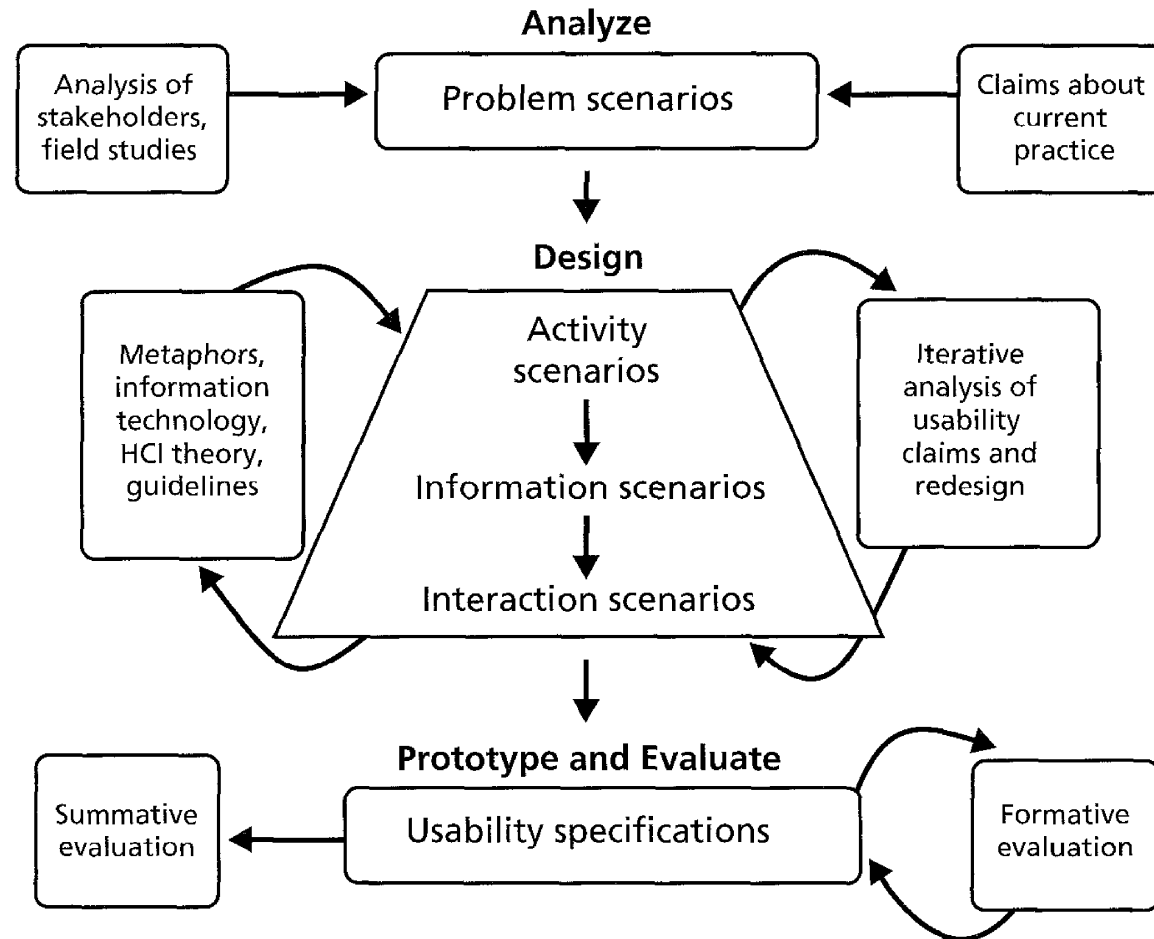 Analyze
Analysis of
stakeholders,
field studies
Problem scenarios
Claims about
current
practice
Design
Metaphors,
information
technology,
HCI theory,
guidelines
Activity
scenarios
Information scenarios
Interaction scenarios
Iterative
analysis of
usability
claims and
redesign
Prototype and Evaluate
Summative
evaluation
Usability specifications
Formative
evaluation